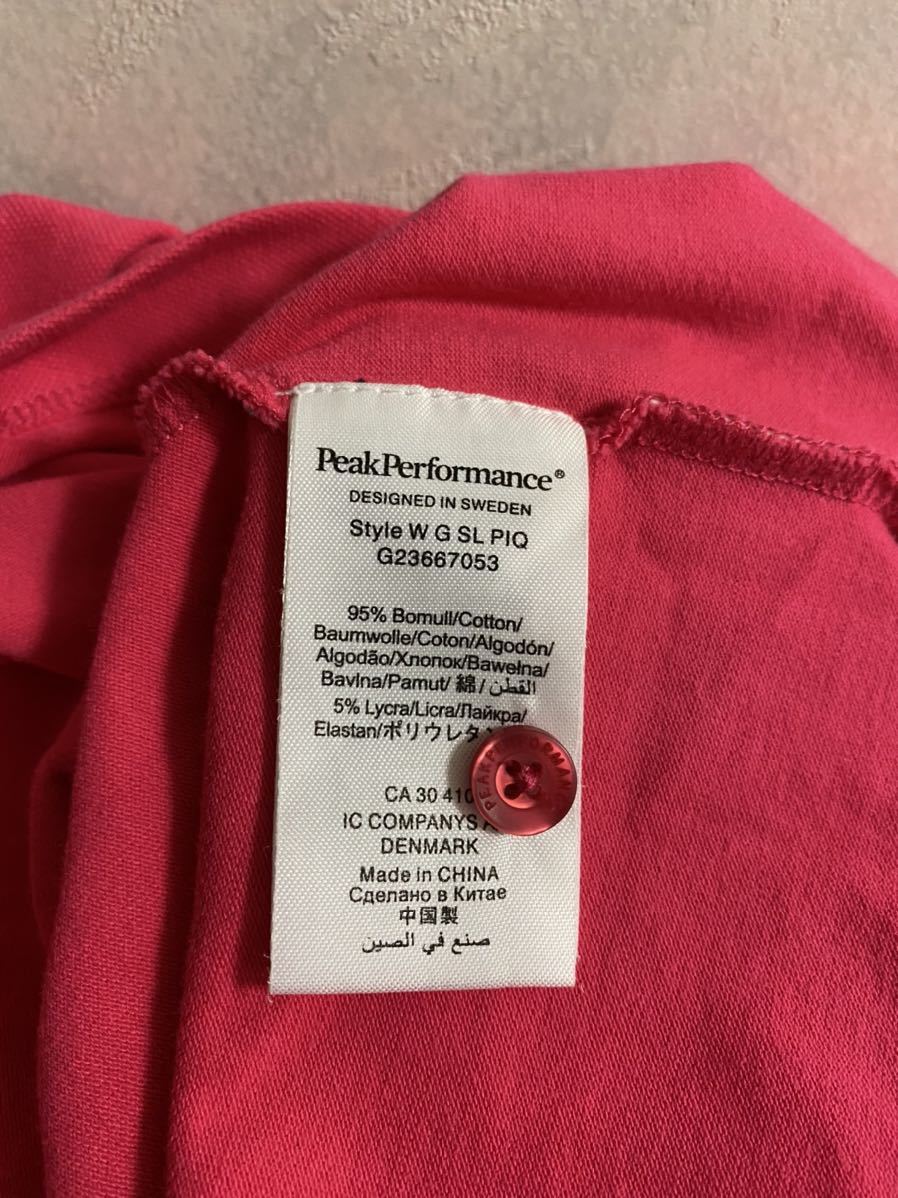 PeakPerformance®
DESIGNED IN SWEDEN
Style W G SL PIQ
G23667053
95% Bomull/Cotton/
Baumwolle/Coton/Algodón/
Algodão/Хлопок/Bawełna/
Bavlna/Pamut/ 綿 / القطن/
5% Lycra/Licra/Лайкра/
Elastan/ポリウレタ
CA 30 410
IC COMPANYS
DENMARK
Made in CHINA
Сделано в Китае
中国製
صنع في الصين
PEAKPERFORMANCE